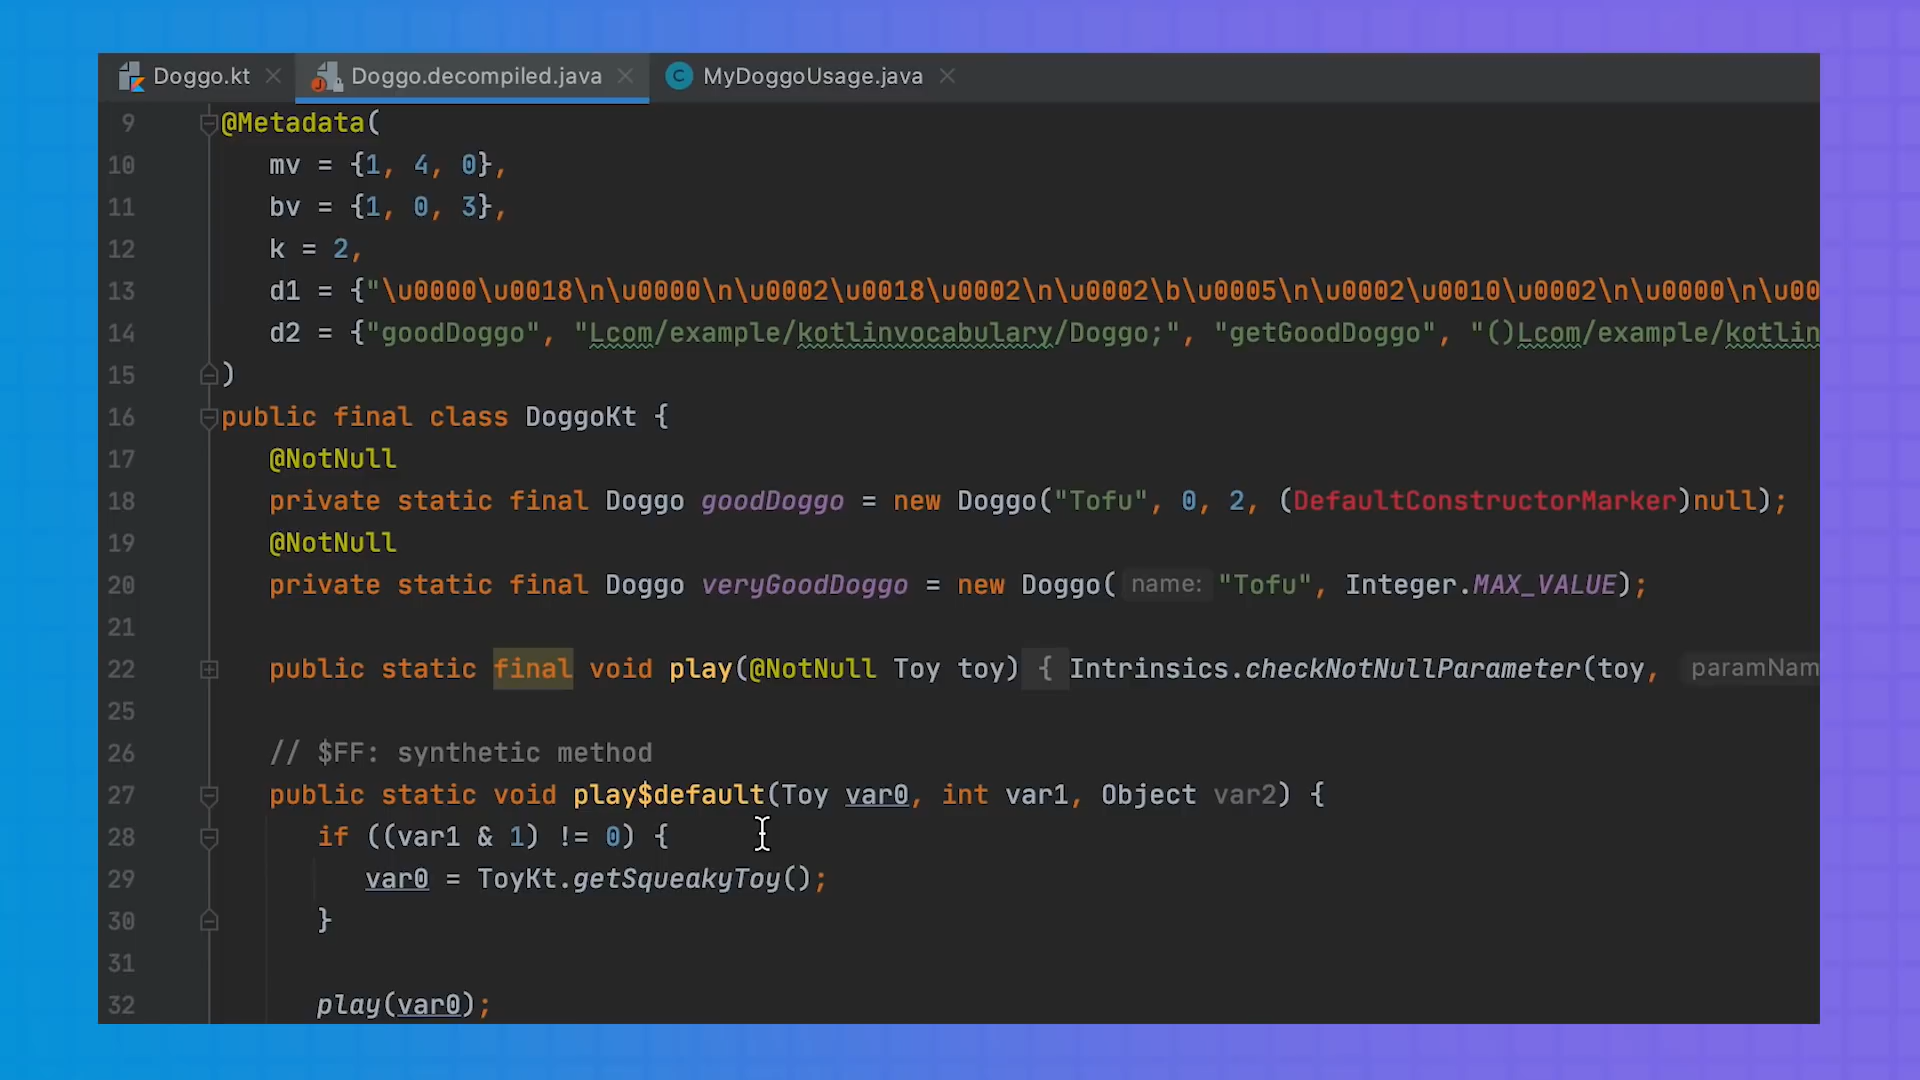 Doggo.kt Doggo.decompiled.java MyDoggoUsage.java
9 @Metadata(
10 mv = {1, 4, 0},
11 bv = {1, 0, 3},
12 k = 2,
13 d1 = {"\u0000\u0018\n\u0000\n\u0002\u0018\u0002\n\u0002\b\u0005\n\u0002\u0010\u0002\n\u0000\n\u00
14 d2 = {"goodDoggo", "Lcom/example/kotlinvocabulary/Doggo;", "getGoodDoggo", "()Lcom/example/kotlin
15 )
16 public final class DoggoKt {
17 @NotNull
18 private static final Doggo goodDoggo = new Doggo("Tofu", 0, 2, (DefaultConstructorMarker)null);
19 @NotNull
20 private static final Doggo veryGoodDoggo = new Doggo( name: "Tofu", Integer.MAX_VALUE);
21
22 public static final void play(@NotNull Toy toy) { Intrinsics.checkNotNullParameter(toy, paramNam
25
26 // $FF: synthetic method
27 public static void play$default(Toy var0, int var1, Object var2) {
28 if ((var1 & 1) != 0) {
29 var0 = ToyKt.getSqueakyToy();
30 }
31
32 play(var0);